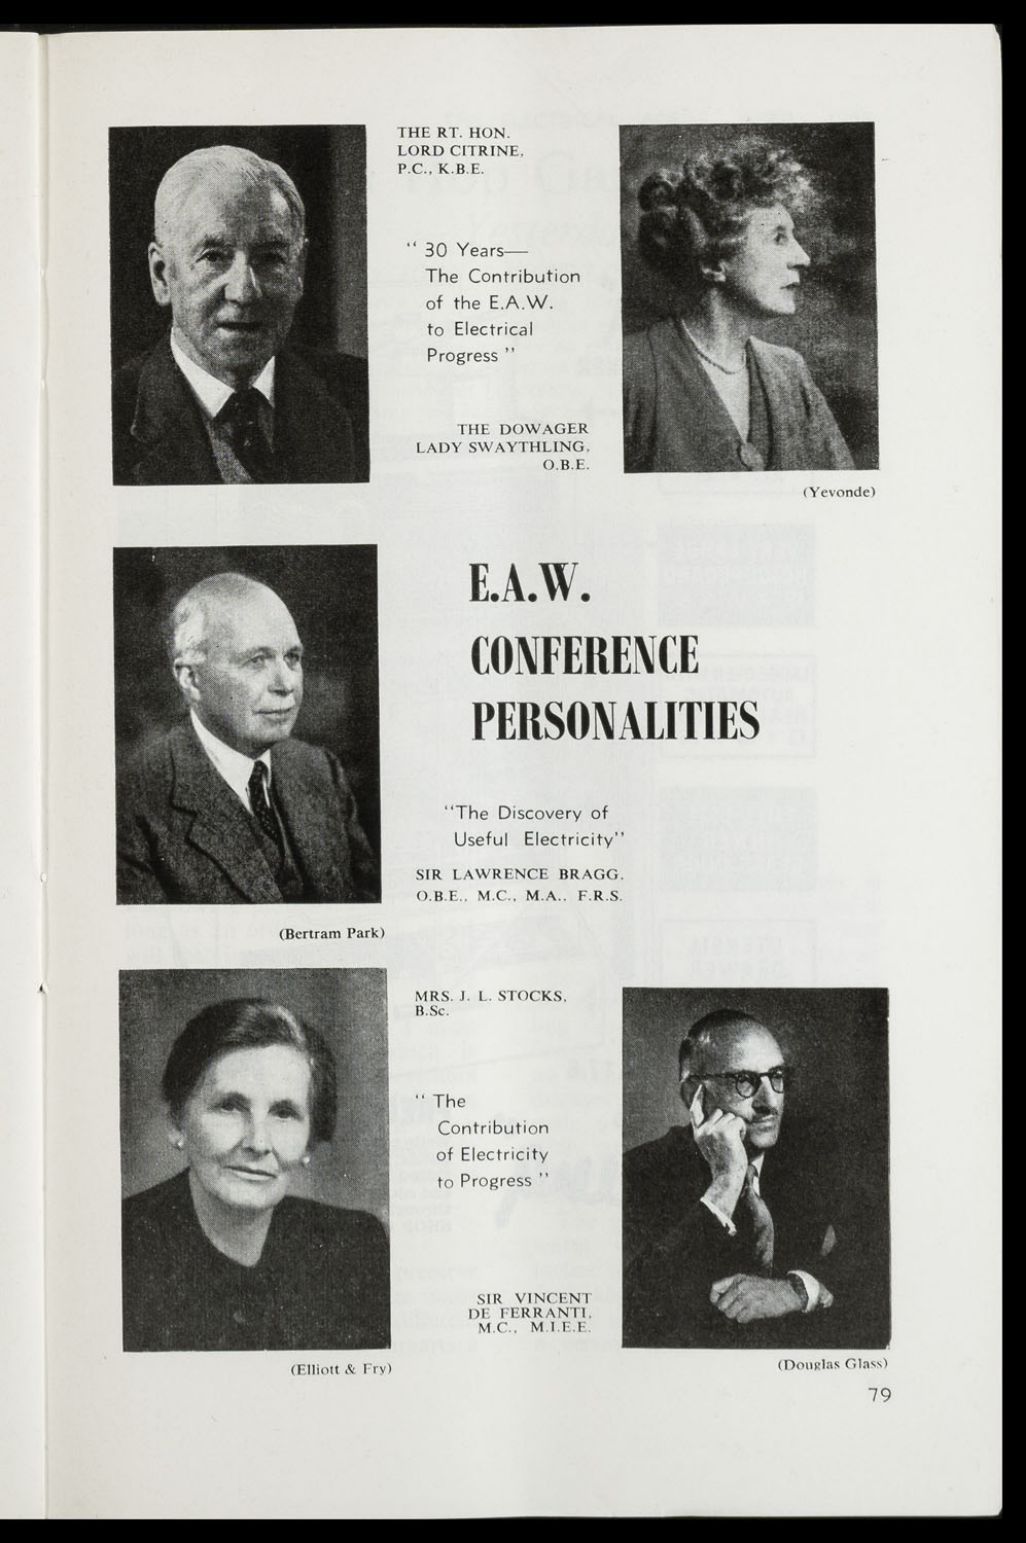 THE RT. HON.
LORD CITRINE,
P.C., K.B.E.
“ 30 Years—
The Contribution
of the E.A.W.
to Electrical
Progress ”
THE DOWAGER
LADY SWAYTHLING,
O.B.E.
(Yevonde)
E.A.W.
CONFERENCE
PERSONALITIES
“The Discovery of
Useful Electricity”
SIR LAWRENCE BRAGG,
O.B.E., M.C., M.A., F.R.S.
(Bertram Park)
MRS. J. L. STOCKS,
B.Sc.
“ The
Contribution
of Electricity
to Progress ”
SIR VINCENT
DE FERRANTI,
M.C., M.I.E.E.
(Elliott & Fry)
(Douglas Glass)
79